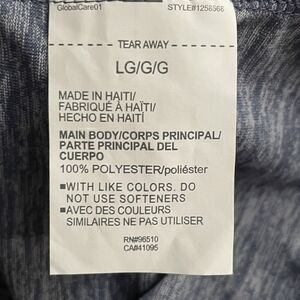 GlobalCare01 STYLE#1258568
TEAR AWAY
LG/G/G
MADE IN HAITI/
FABRIQUÉ À HAÏTI/
HECHO EN HAITÍ
MAIN BODY/CORPS PRINCIPAL/
PARTE PRINCIPAL DEL
CUERPO
100% POLYESTER/poliéster
■WITH LIKE COLORS. DO
NOT USE SOFTENERS
■AVEC DES COULEURS
SIMILAIRES NE PAS UTILISER
RN#96510
CA#41095